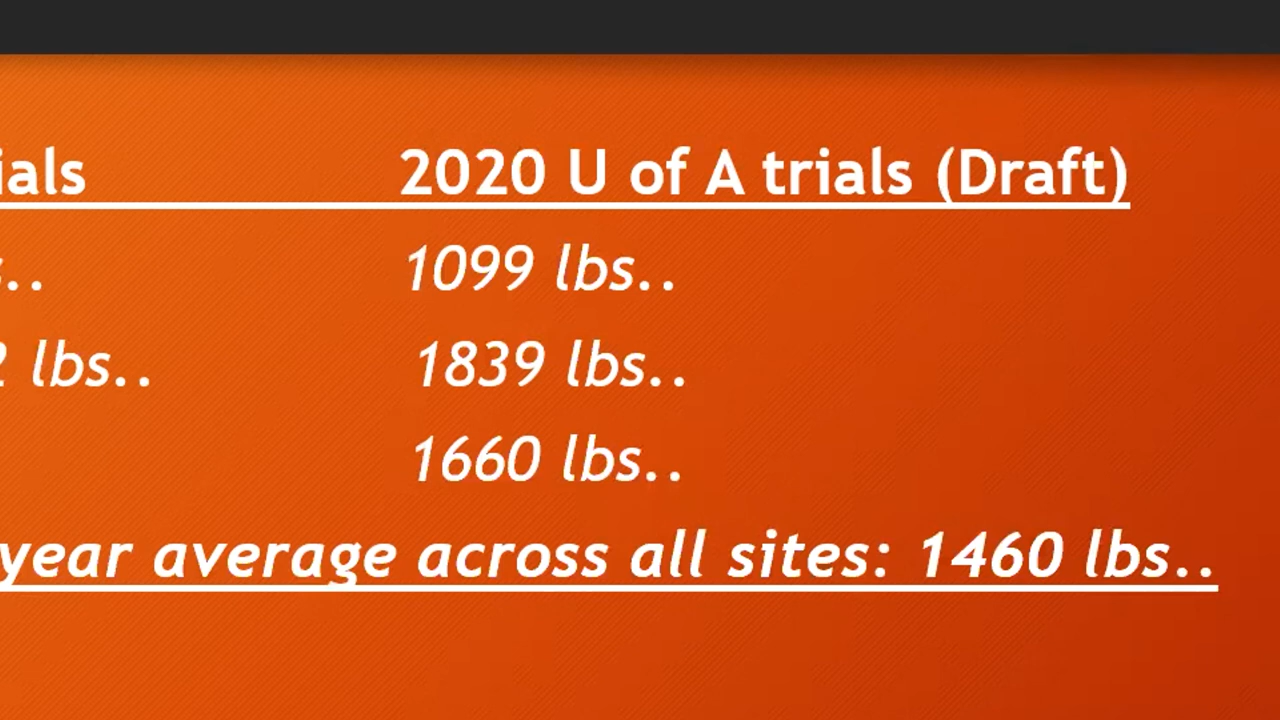 ials 2020 U of A trials (Draft)
s.. 1099 lbs..
2 lbs.. 1839 lbs..
1660 lbs..
year average across all sites: 1460 lbs..